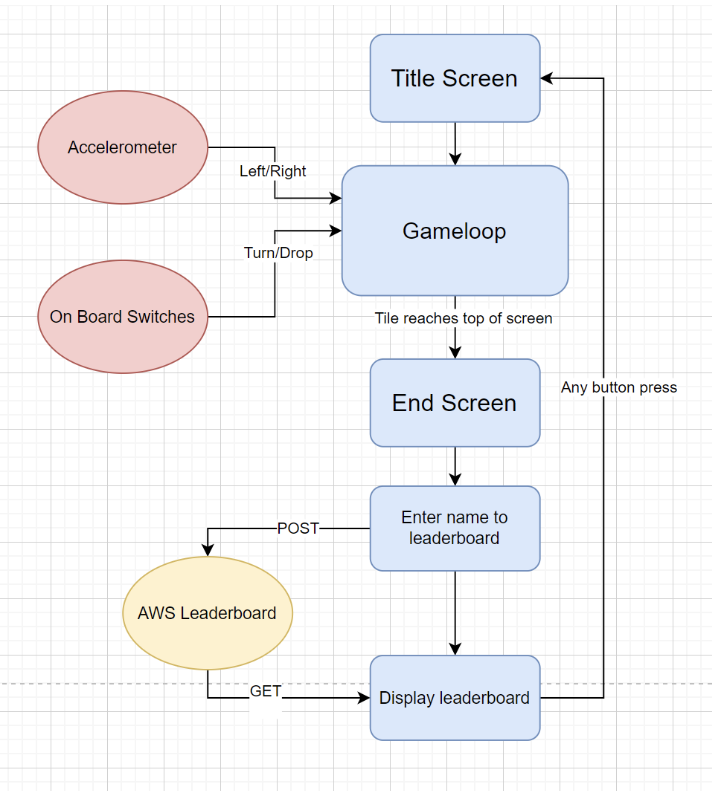 Title Screen
Accelerometer
Left/Right
Gameloop
Turn/Drop
On Board Switches
Tile reaches top of screen
Any button press
End Screen
Enter name to
leaderboard
POST
AWS Leaderboard
GET
Display leaderboard